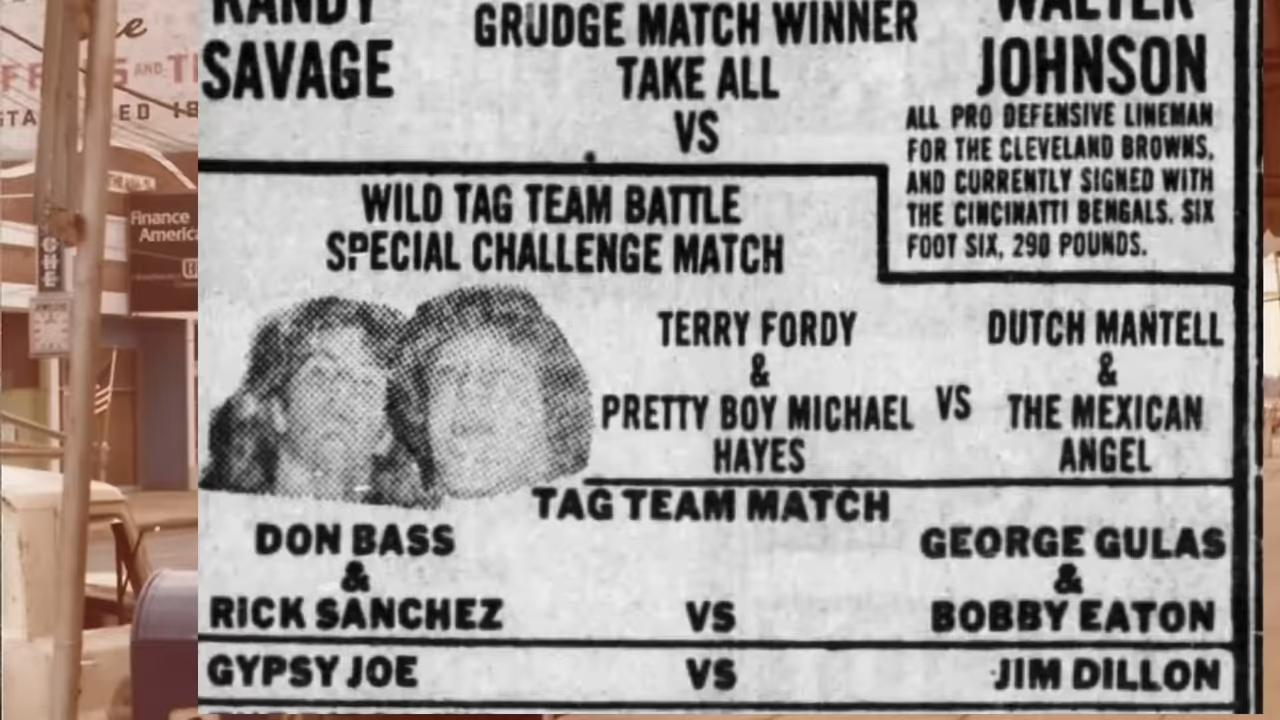 RANDY
SAVAGE
GRUDGE MATCH WINNER
TAKE ALL
VS
WALTER
JOHNSON
ALL PRO DEFENSIVE LINEMAN
FOR THE CLEVELAND BROWNS,
AND CURRENTLY SIGNED WITH
THE CINCINATTI BENGALS. SIX
FOOT SIX, 290 POUNDS.
WILD TAG TEAM BATTLE
SPECIAL CHALLENGE MATCH
TERRY FORDY
&
PRETTY BOY MICHAEL
HAYES
VS
DUTCH MANTELL
&
THE MEXICAN
ANGEL
TAG TEAM MATCH
DON BASS
&
RICK SANCHEZ
VS
GEORGE GULAS
&
BOBBY EATON
GYPSY JOE
VS
JIM DILLON
Finance
America